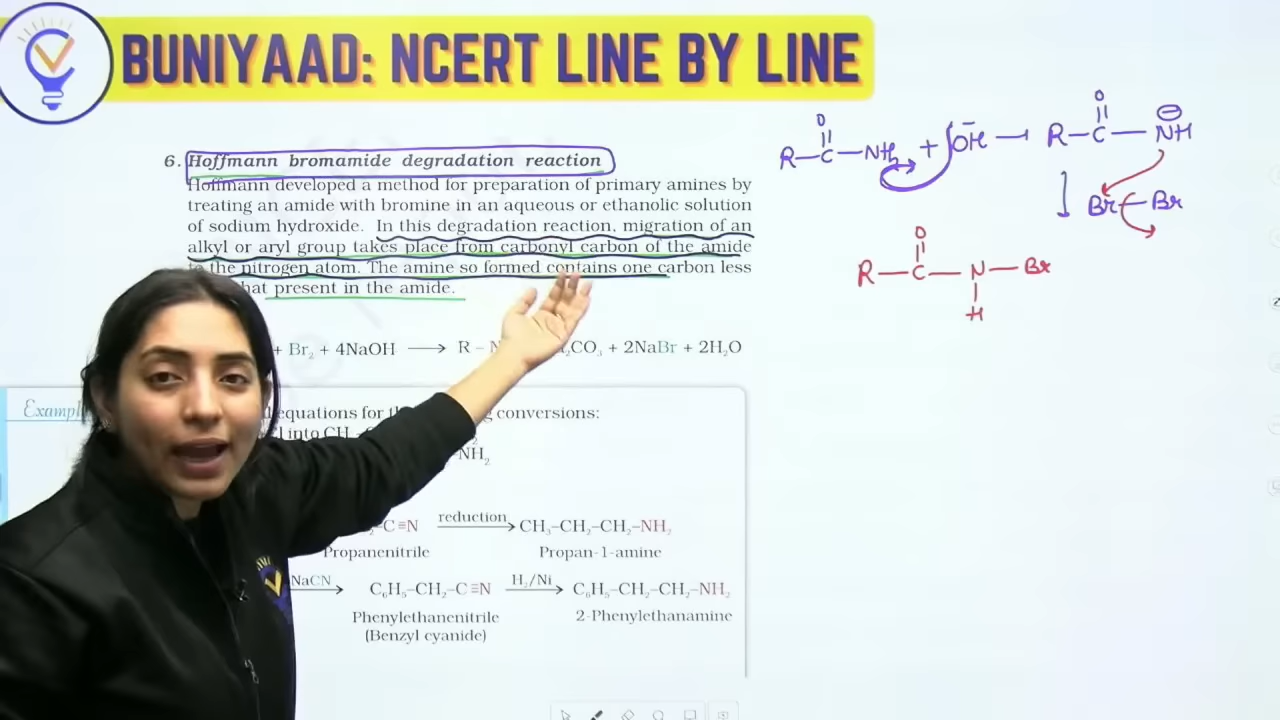 BUNIYAAD: NCERT LINE BY LINE
6. Hoffmann bromamide degradation reaction
Hoffmann developed a method for preparation of primary amines by
treating an amide with bromine in an aqueous or ethanolic solution
of sodium hydroxide. In this degradation reaction, migration of an
alkyl or aryl group takes place from carbonyl carbon of the amide
to the nitrogen atom. The amine so formed contains one carbon less
present in the amide.
+ Br₂ + 4NaOH ⟶ R – N CO₃ + 2NaBr + 2H₂O
Example
equations for conversions:
into
NH₂
C≡N reduction⟶ CH₃–CH₂–CH₂–NH₂
Propanenitrile Propan-1-amine
NaCN⟶ C₆H₅–CH₂–C≡N H₂/Ni⟶ C₆H₅–CH₂–CH₂–NH₂
Phenylethanenitrile 2-Phenylethanamine
(Benzyl cyanide)
O O ⊖
R–C–NH₂ + OH⁻ → R–C–NH
↓ Br–Br
O
R–C–N–Br
H